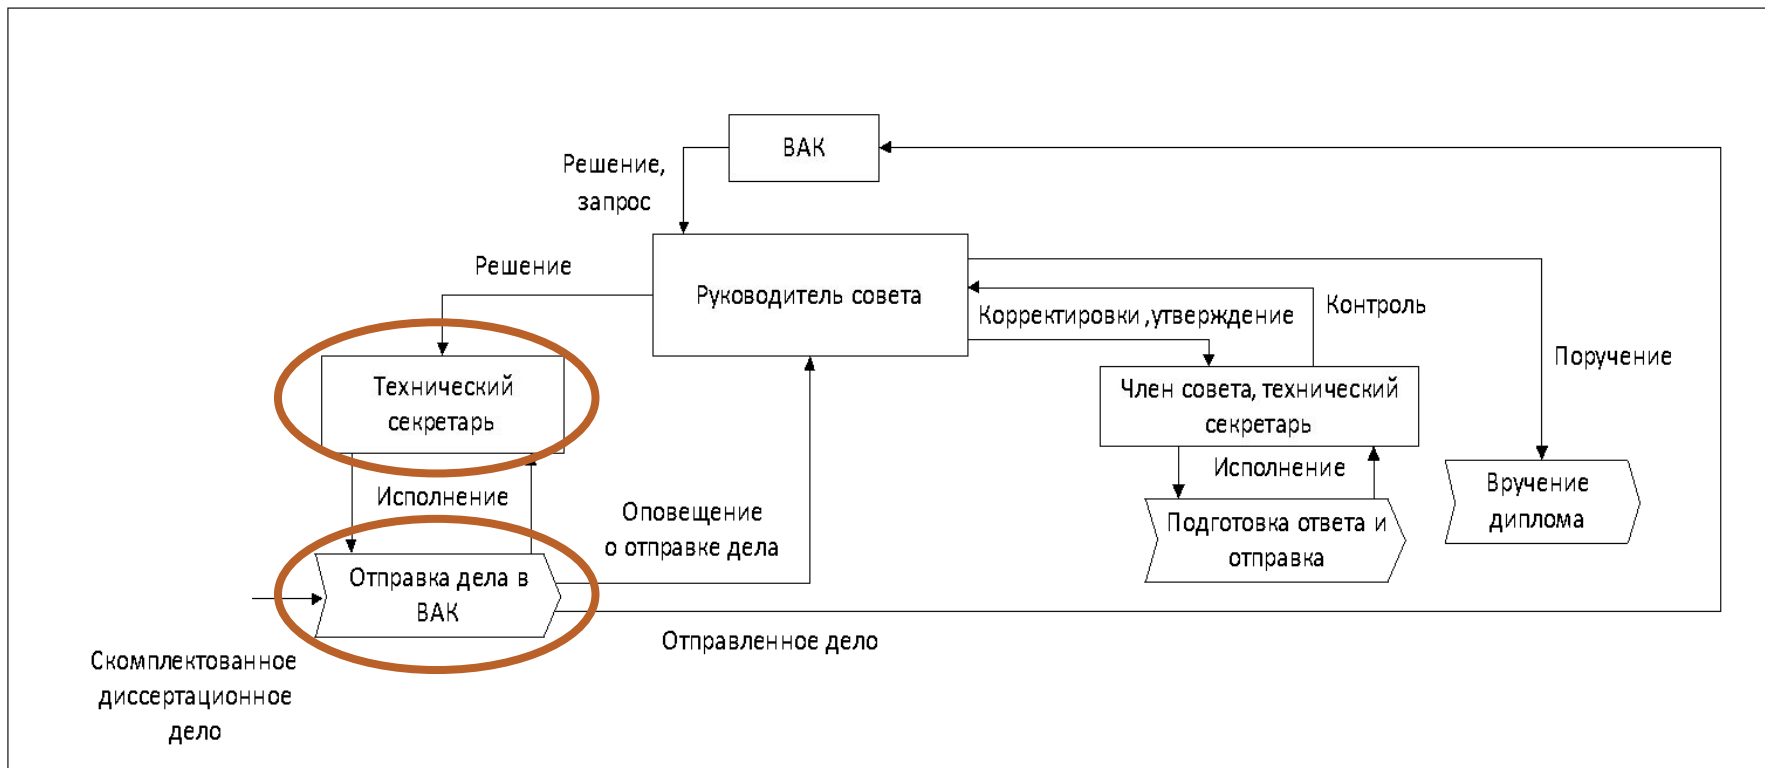 ВАК
Решение,
запрос
Решение
Руководитель совета
Корректировки ,утверждение
Контроль
Поручение
Технический
секретарь
Член совета, технический
секретарь
Исполнение
Исполнение
Вручение
диплома
Оповещение
о отправке дела
Подготовка ответа и
отправка
Отправка дела в
ВАК
Отправленное дело
Скомплектованное
диссертационное
дело